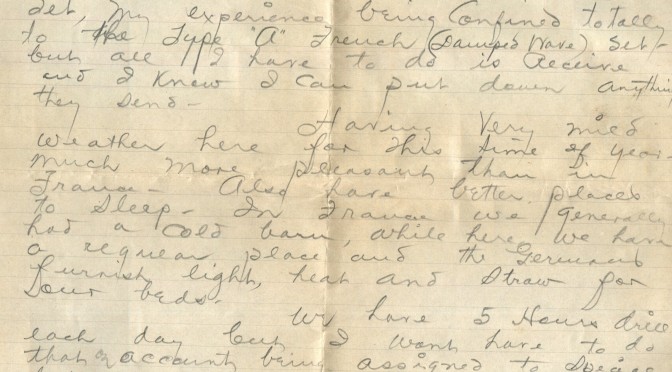 set, my experience being confined totally
to the Type "A" French (Damped Wave) set -
but all I have to do is receive
and I know I can put down anything
they send -
Having very mild
weather here for this time of year -
much more pleasant than in
France - Also have better places
to sleep - In France we generally
had a cold barn, while here we have
a regular place and the Germans
furnish light, heat and straw for
our beds -
We have 5 Hours drill
each day but I wont have to do
that on account being assigned to